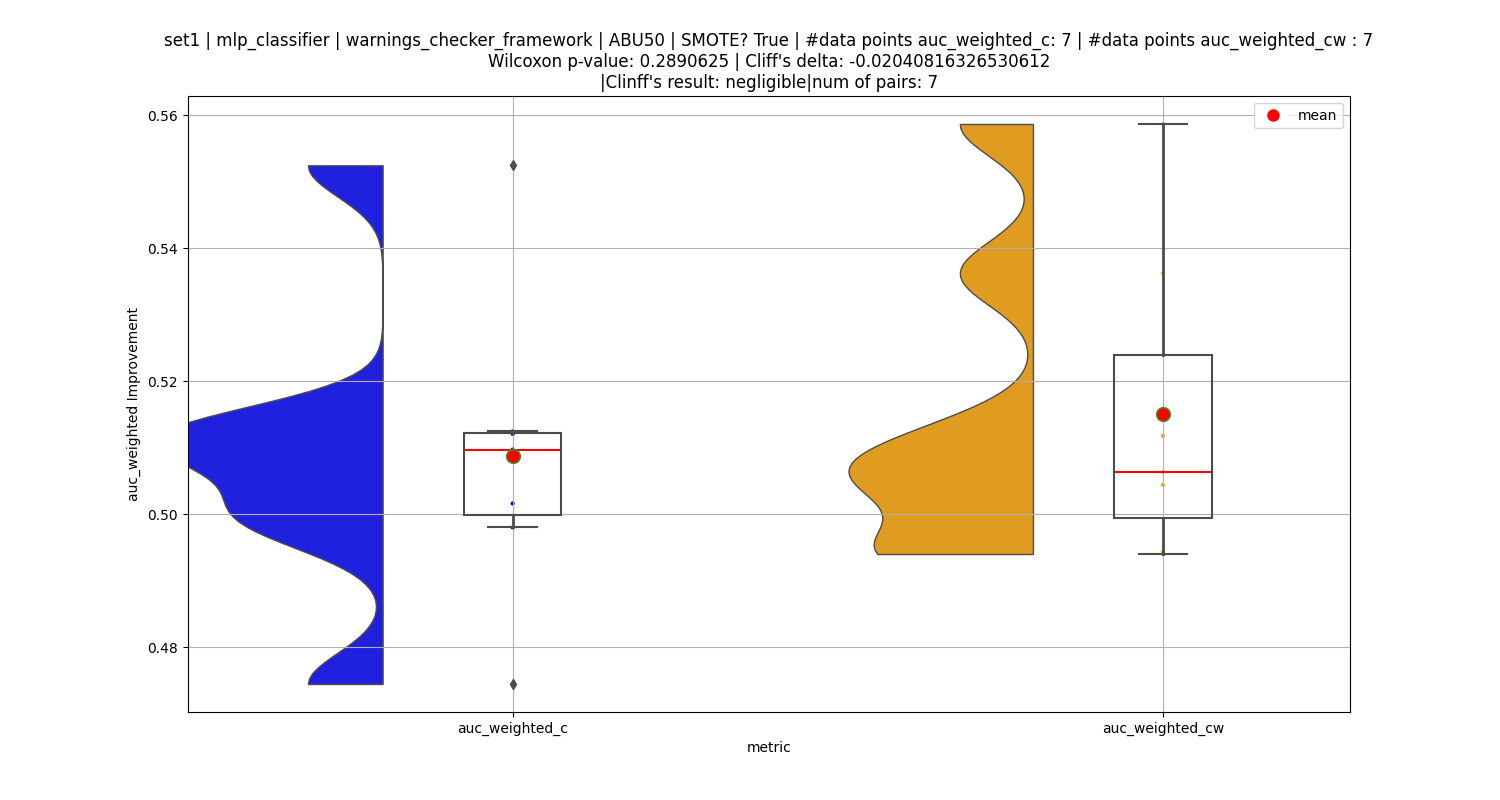 set1 | mlp_classifier | warnings_checker_framework | ABU50 | SMOTE? True | #data points auc_weighted_c: 7 | #data points auc_weighted_cw : 7
Wilcoxon p-value: 0.2890625 | Cliff's delta: -0.02040816326530612
|Clinff's result: negligible|num of pairs: 7
mean
auc_weighted Improvement
0.56
0.54
0.52
0.50
0.48
auc_weighted_c
auc_weighted_cw
metric